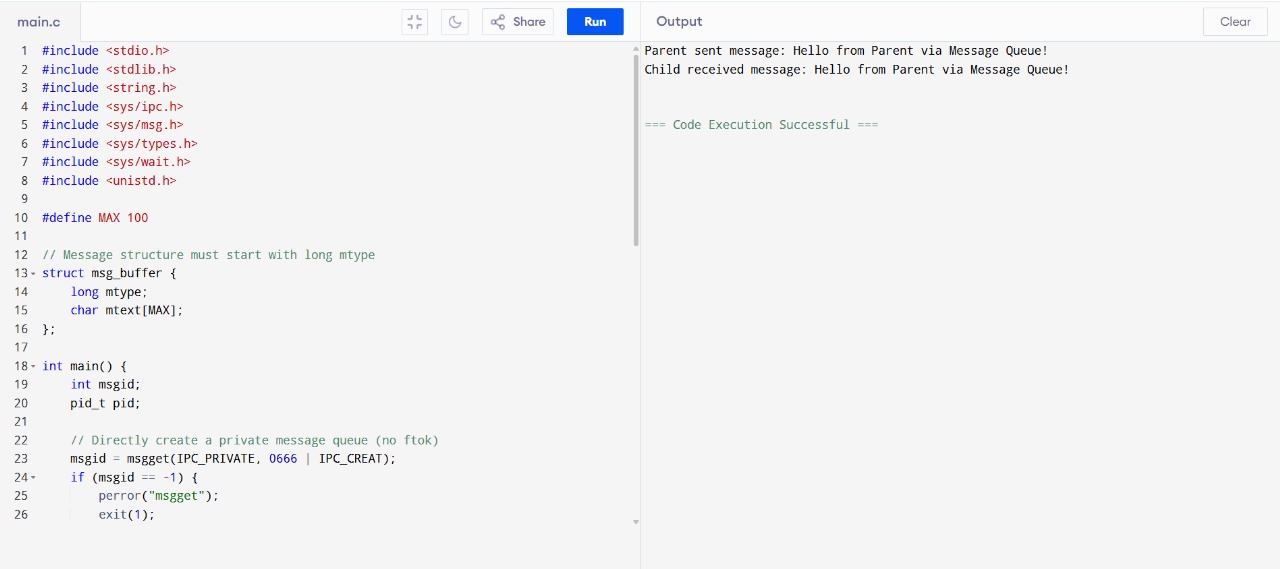 main.c
Share
Run
Output
Clear
1 #include <stdio.h>
2 #include <stdlib.h>
3 #include <string.h>
4 #include <sys/ipc.h>
5 #include <sys/msg.h>
6 #include <sys/types.h>
7 #include <sys/wait.h>
8 #include <unistd.h>
9
10 #define MAX 100
11
12 // Message structure must start with long mtype
13 struct msg_buffer {
14     long mtype;
15     char mtext[MAX];
16 };
17
18 int main() {
19     int msgid;
20     pid_t pid;
21
22     // Directly create a private message queue (no ftok)
23     msgid = msgget(IPC_PRIVATE, 0666 | IPC_CREAT);
24     if (msgid == -1) {
25         perror("msgget");
26         exit(1);
Parent sent message: Hello from Parent via Message Queue!
Child received message: Hello from Parent via Message Queue!
=== Code Execution Successful ===